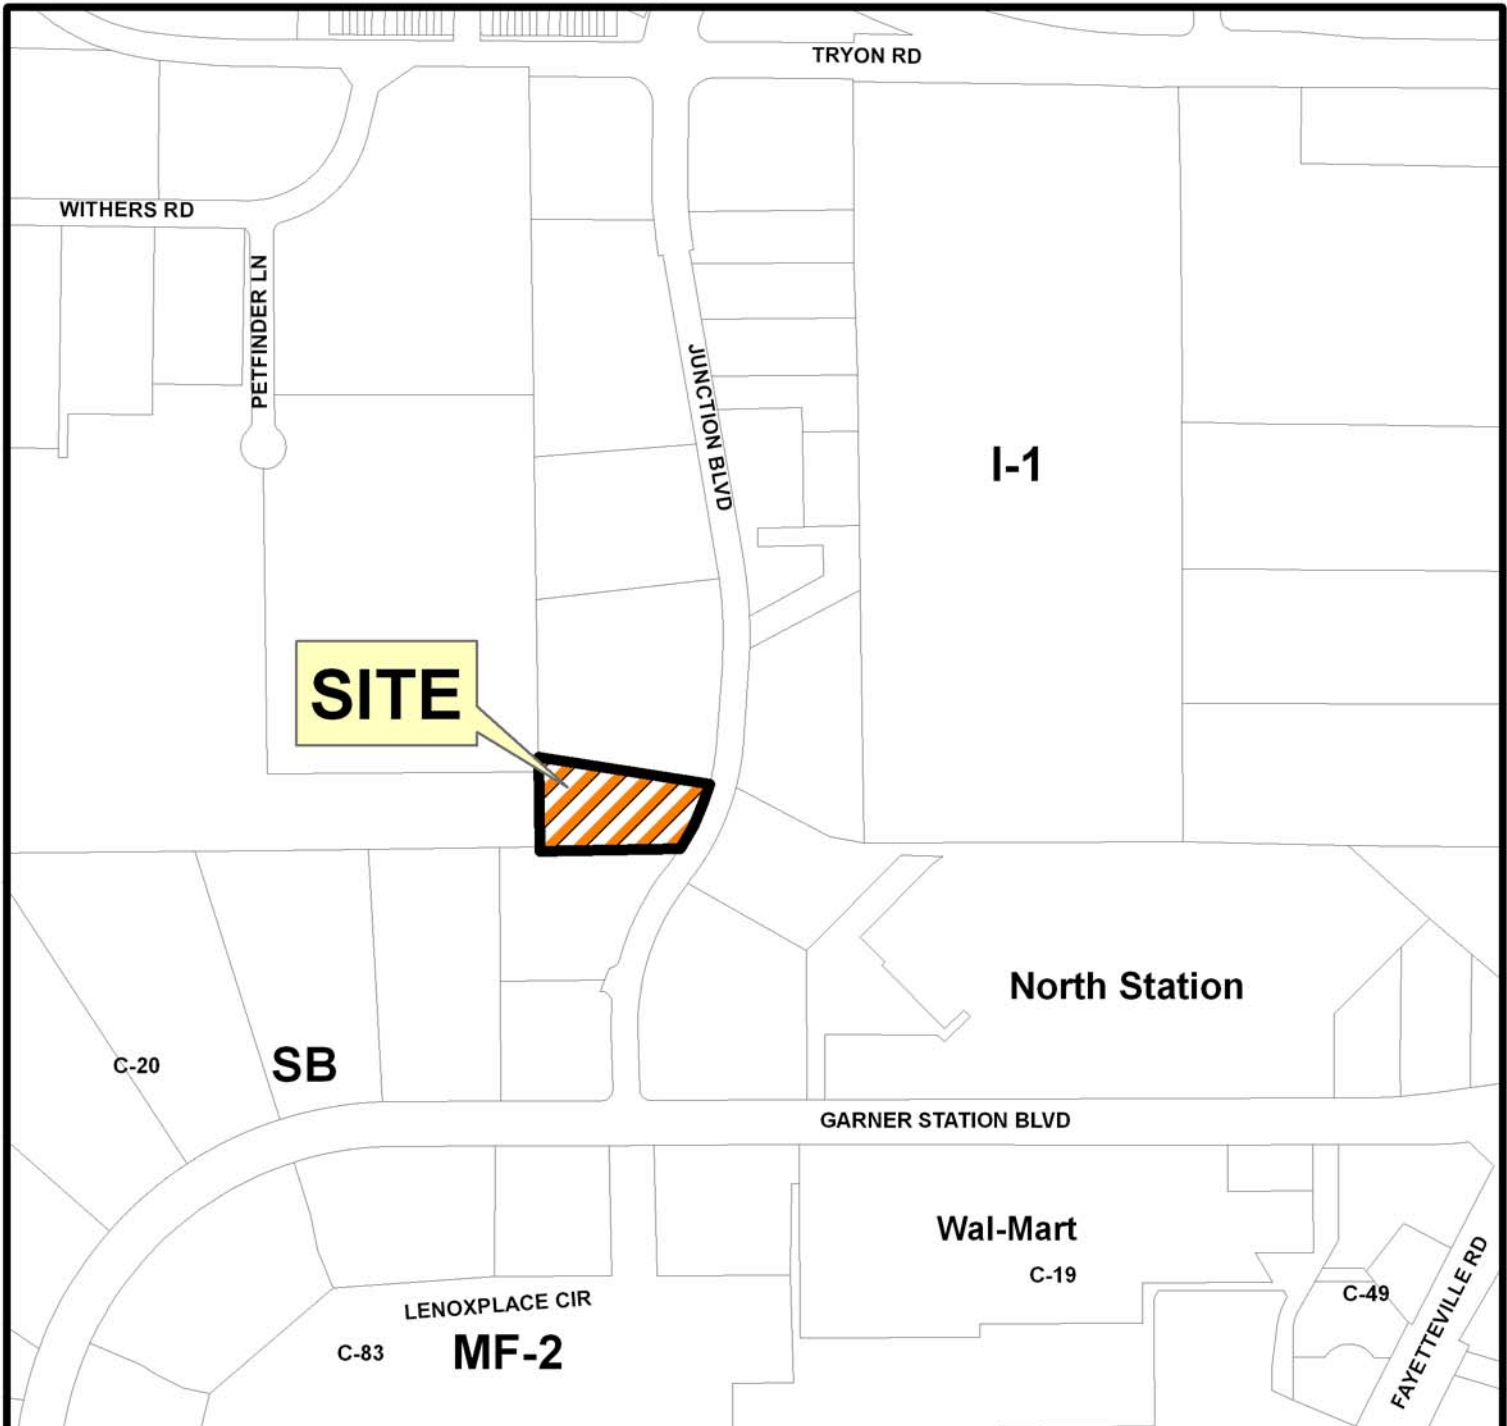 TRYON RD
WITHERS RD
PETFINDER LN
JUNCTION BLVD
I-1
SITE
North Station
C-20
SB
GARNER STATION BLVD
Wal-Mart
C-19
C-49
LENOXPLACE CIR
C-83
MF-2
FAYETTEVILLE RD